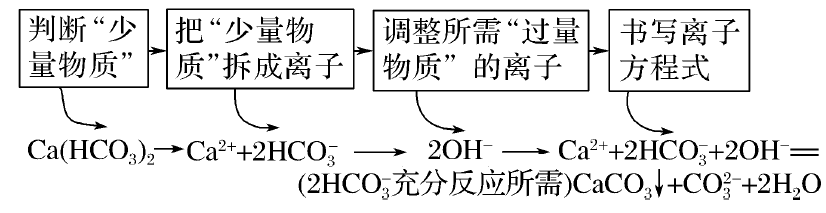 判断“少量物质”
把“少量物质”拆成离子
调整所需“过量物质”的离子
书写离子方程式
Ca(HCO₃)₂→Ca²⁺+2HCO₃⁻→2OH⁻→Ca²⁺+2HCO₃⁻+2OH⁻══
(2HCO₃⁻充分反应所需)CaCO₃↓+CO₃²⁻+2H₂O